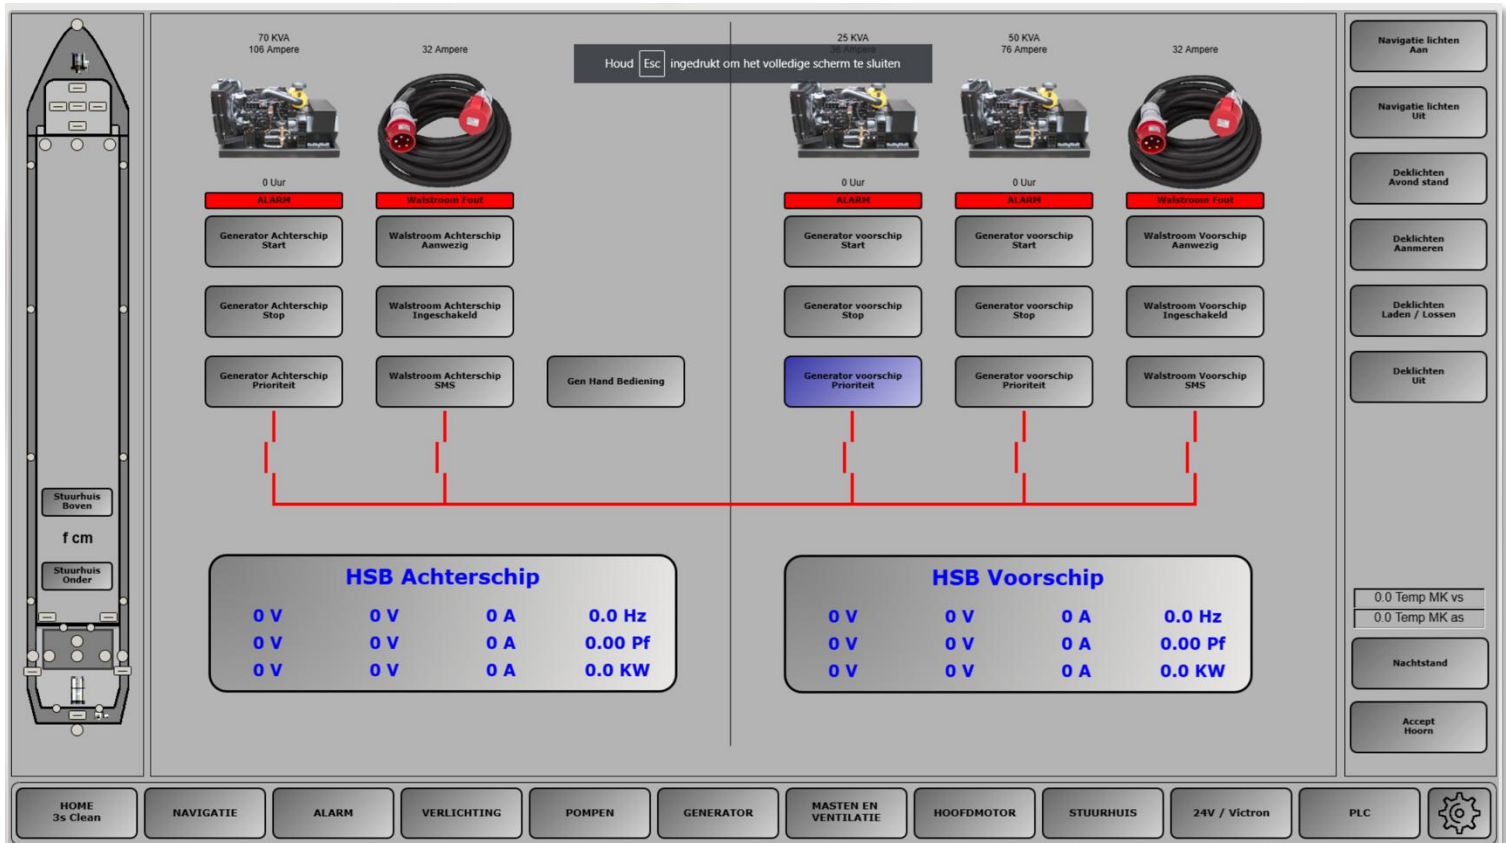 70 KVA
106 Ampere
32 Ampere
25 KVA
36 Ampere
50 KVA
76 Ampere
32 Ampere
Houd Esc ingedrukt om het volledige scherm te sluiten
0 Uur
0 Uur
0 Uur
ALARM
Walstroom Fout
ALARM
ALARM
Walstroom Fout
Generator Achterschip
Start
Walstroom Achterschip
Aanwezig
Generator voorschip
Start
Generator voorschip
Start
Walstroom Voorschip
Aanwezig
Generator Achterschip
Stop
Walstroom Achterschip
Ingeschakeld
Generator voorschip
Stop
Generator voorschip
Stop
Walstroom Voorschip
Ingeschakeld
Generator Achterschip
Prioriteit
Walstroom Achterschip
SMS
Gen Hand Bediening
Generator voorschip
Prioriteit
Generator voorschip
Prioriteit
Walstroom Voorschip
SMS
Stuurhuis
Boven
f cm
Stuurhuis
Onder
HSB Achterschip
0 V 0 V 0 A 0.0 Hz
0 V 0 V 0 A 0.00 Pf
0 V 0 V 0 A 0.0 KW
HSB Voorschip
0 V 0 V 0 A 0.0 Hz
0 V 0 V 0 A 0.00 Pf
0 V 0 V 0 A 0.0 KW
Navigatie lichten
Aan
Navigatie lichten
Uit
Deklichten
Avond stand
Deklichten
Aanmeren
Deklichten
Laden / Lossen
Deklichten
Uit
0.0 Temp MK vs
0.0 Temp MK as
Nachtstand
Accept
Hoorn
HOME
3s Clean
NAVIGATIE
ALARM
VERLICHTING
POMPEN
GENERATOR
MASTEN EN
VENTILATIE
HOOFDMOTOR
STUURHUIS
24V / Victron
PLC